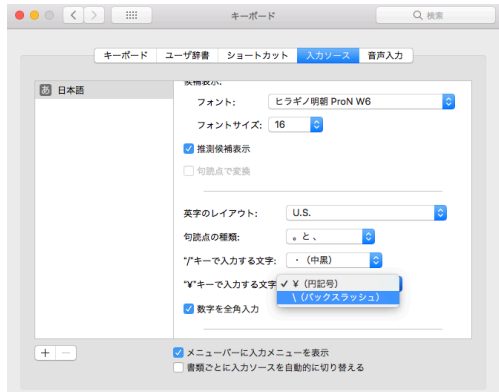 キーボード
検索
キーボード ユーザ辞書 ショートカット 入力ソース 音声入力
あ 日本語
候補表示:
フォント: ヒラギノ明朝 ProN W6
フォントサイズ: 16
推測候補表示
句読点で変換
英字のレイアウト: U.S.
句読点の種類: 。と、
"/"キーで入力する文字: ・（中黒）
"¥"キーで入力する文字 ✓ ¥（円記号）
\（バックスラッシュ）
数字を全角入力
+ −
メニューバーに入力メニューを表示
書類ごとに入力ソースを自動的に切り替える